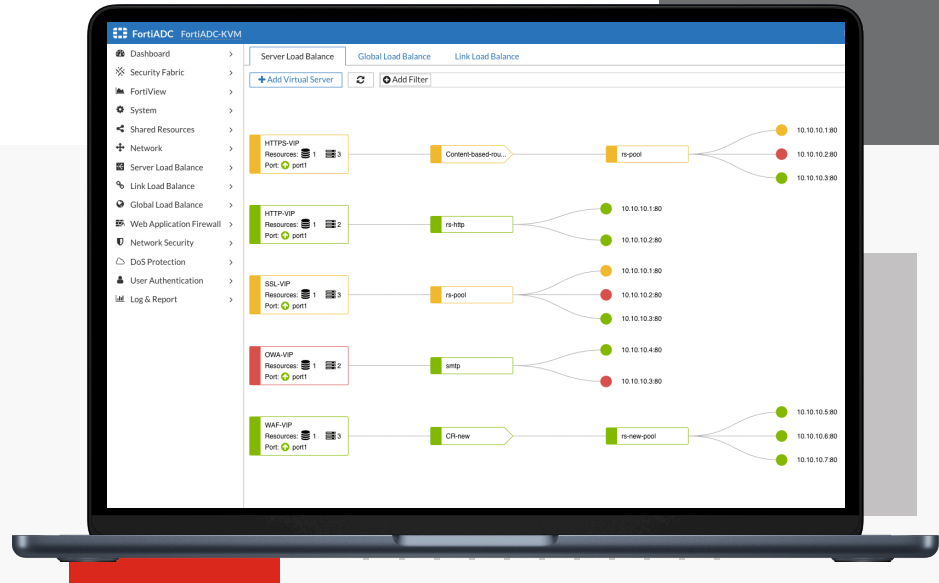 FortiADC FortiADC-KVM
Dashboard
Security Fabric
FortiView
System
Shared Resources
Network
Server Load Balance
Link Load Balance
Global Load Balance
Web Application Firewall
Network Security
DoS Protection
User Authentication
Log & Report
Server Load Balance Global Load Balance Link Load Balance
Add Virtual Server Add Filter
HTTPS-VIP
Resources: 1 3
Port: port1
Content-based-rou...
rs-pool
10.10.10.1:80
10.10.10.2:80
10.10.10.3:80
HTTP-VIP
Resources: 1 2
Port: port1
rs-http
10.10.10.1:80
10.10.10.2:80
SSL-VIP
Resources: 1 3
Port: port1
rs-pool
10.10.10.1:80
10.10.10.2:80
10.10.10.3:80
OWA-VIP
Resources: 1 2
Port: port1
smtp
10.10.10.4:80
10.10.10.3:80
WAF-VIP
Resources: 1 3
Port: port1
CR-new
rs-new-pool
10.10.10.5:80
10.10.10.6:80
10.10.10.7:80